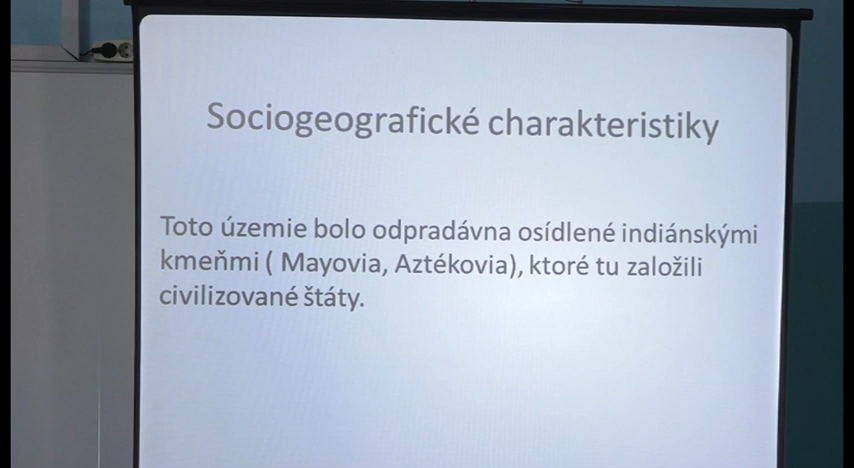 Sociogeografické charakteristiky
Toto územie bolo odpradávna osídlené indiánskými
kmeňmi ( Mayovia, Aztékovia), ktoré tu založili
civilizované štáty.